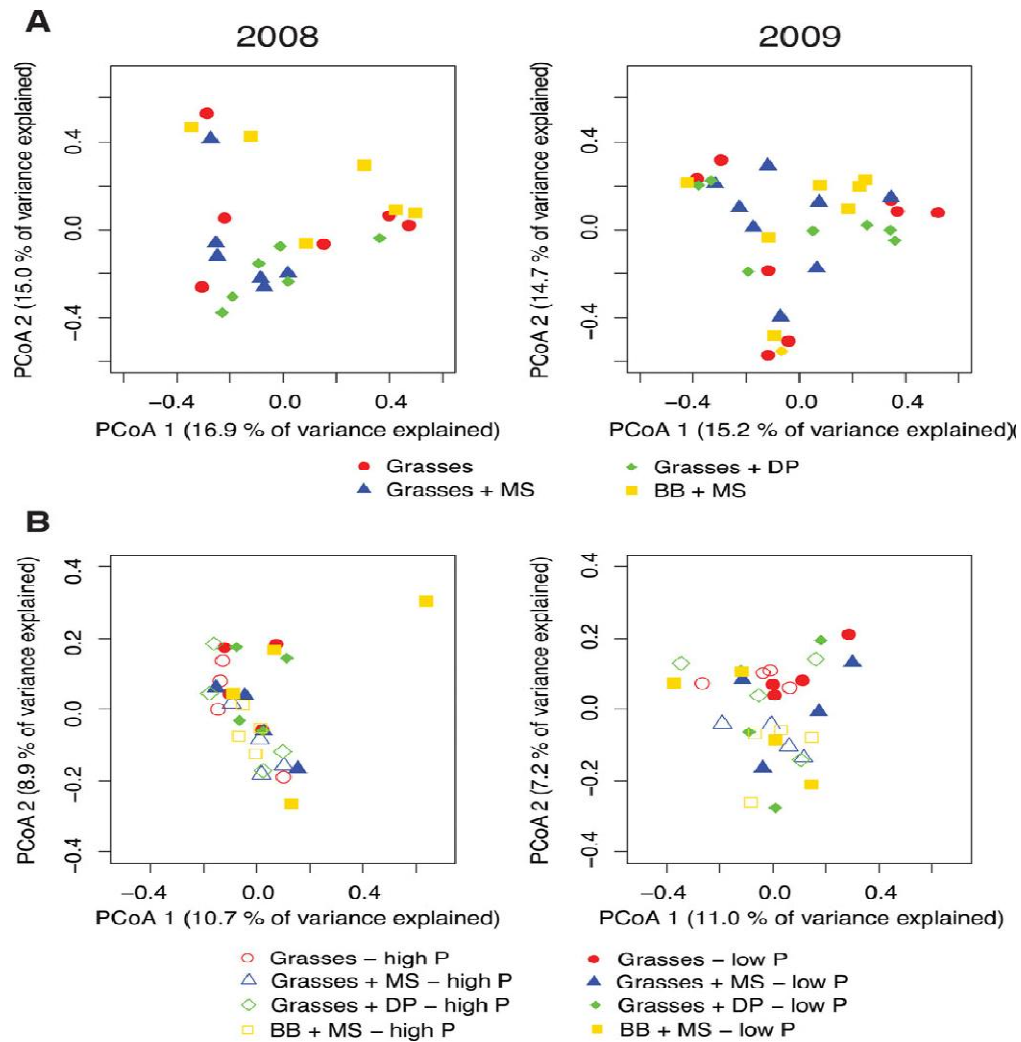 A
2008
2009
PCoA 2 (15.0 % of variance explained)
0.4
0.0
−0.4
−0.4
0.0
0.4
PCoA 1 (16.9 % of variance explained)
PCoA 2 (14.7 % of variance explained)
0.4
0.0
−0.4
−0.4
0.0
0.4
PCoA 1 (15.2 % of variance explained)(
Grasses
Grasses + MS
Grasses + DP
BB + MS
B
PCoA 2 (8.9 % of variance explained)
0.4
0.2
0.0
−0.2
−0.4
−0.4
0.0
0.4
PCoA 1 (10.7 % of variance explained)
PCoA 2 (7.2 % of variance explained)
0.4
0.2
0.0
−0.2
−0.4
−0.4
0.0
0.4
PCoA 1 (11.0 % of variance explained)
Grasses − high P
Grasses + MS − high P
Grasses + DP − high P
BB + MS − high P
Grasses − low P
Grasses + MS − low P
Grasses + DP − low P
BB + MS − low P